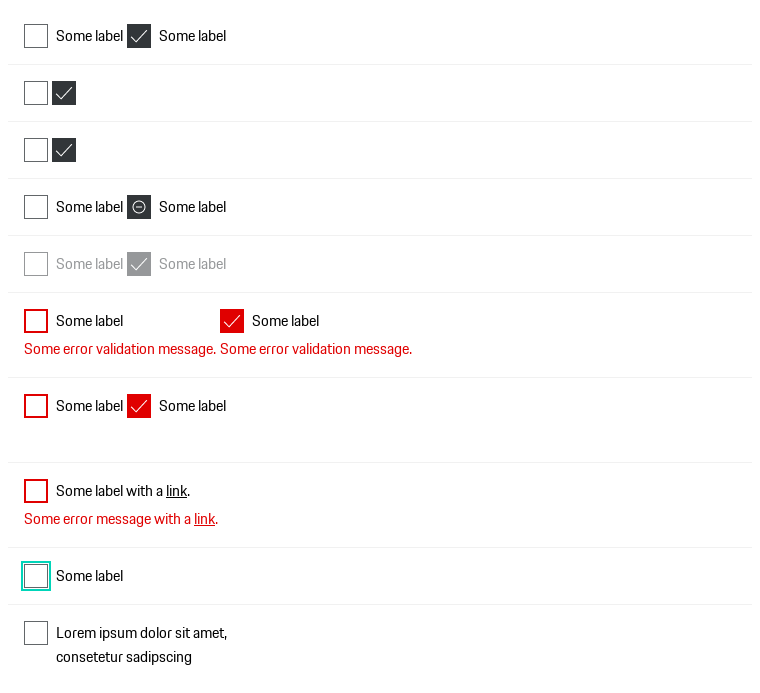 Some label Some label
Some label Some label
Some label Some label
Some label Some label
Some error validation message. Some error validation message.
Some label Some label
Some label with a link.
Some error message with a link.
Some label
Lorem ipsum dolor sit amet,
consetetur sadipscing